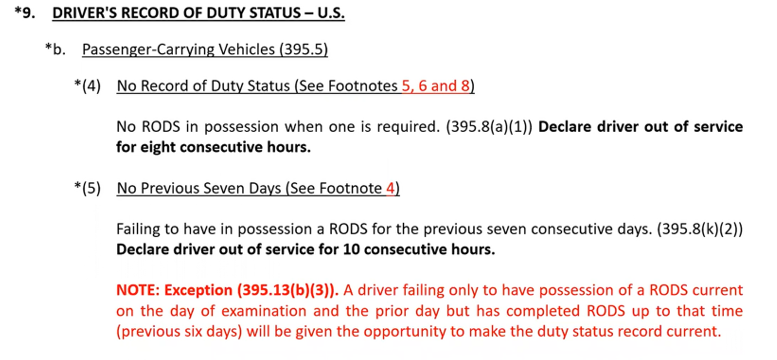 *9. DRIVER'S RECORD OF DUTY STATUS – U.S.
*b. Passenger-Carrying Vehicles (395.5)
*(4) No Record of Duty Status (See Footnotes 5, 6 and 8)
No RODS in possession when one is required. (395.8(a)(1)) Declare driver out of service
for eight consecutive hours.
*(5) No Previous Seven Days (See Footnote 4)
Failing to have in possession a RODS for the previous seven consecutive days. (395.8(k)(2))
Declare driver out of service for 10 consecutive hours.
NOTE: Exception (395.13(b)(3)). A driver failing only to have possession of a RODS current
on the day of examination and the prior day but has completed RODS up to that time
(previous six days) will be given the opportunity to make the duty status record current.